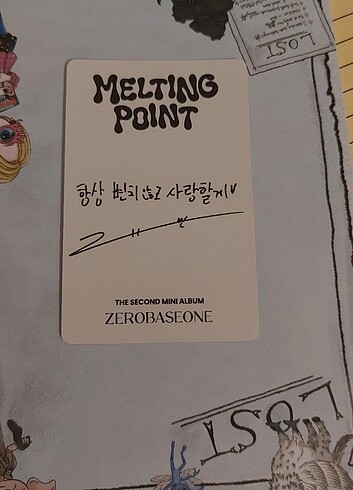 LOST
MELTING
POINT
항상 변치 않고 사랑할게♥
THE SECOND MINI ALBUM
ZEROBASEONE
LOST